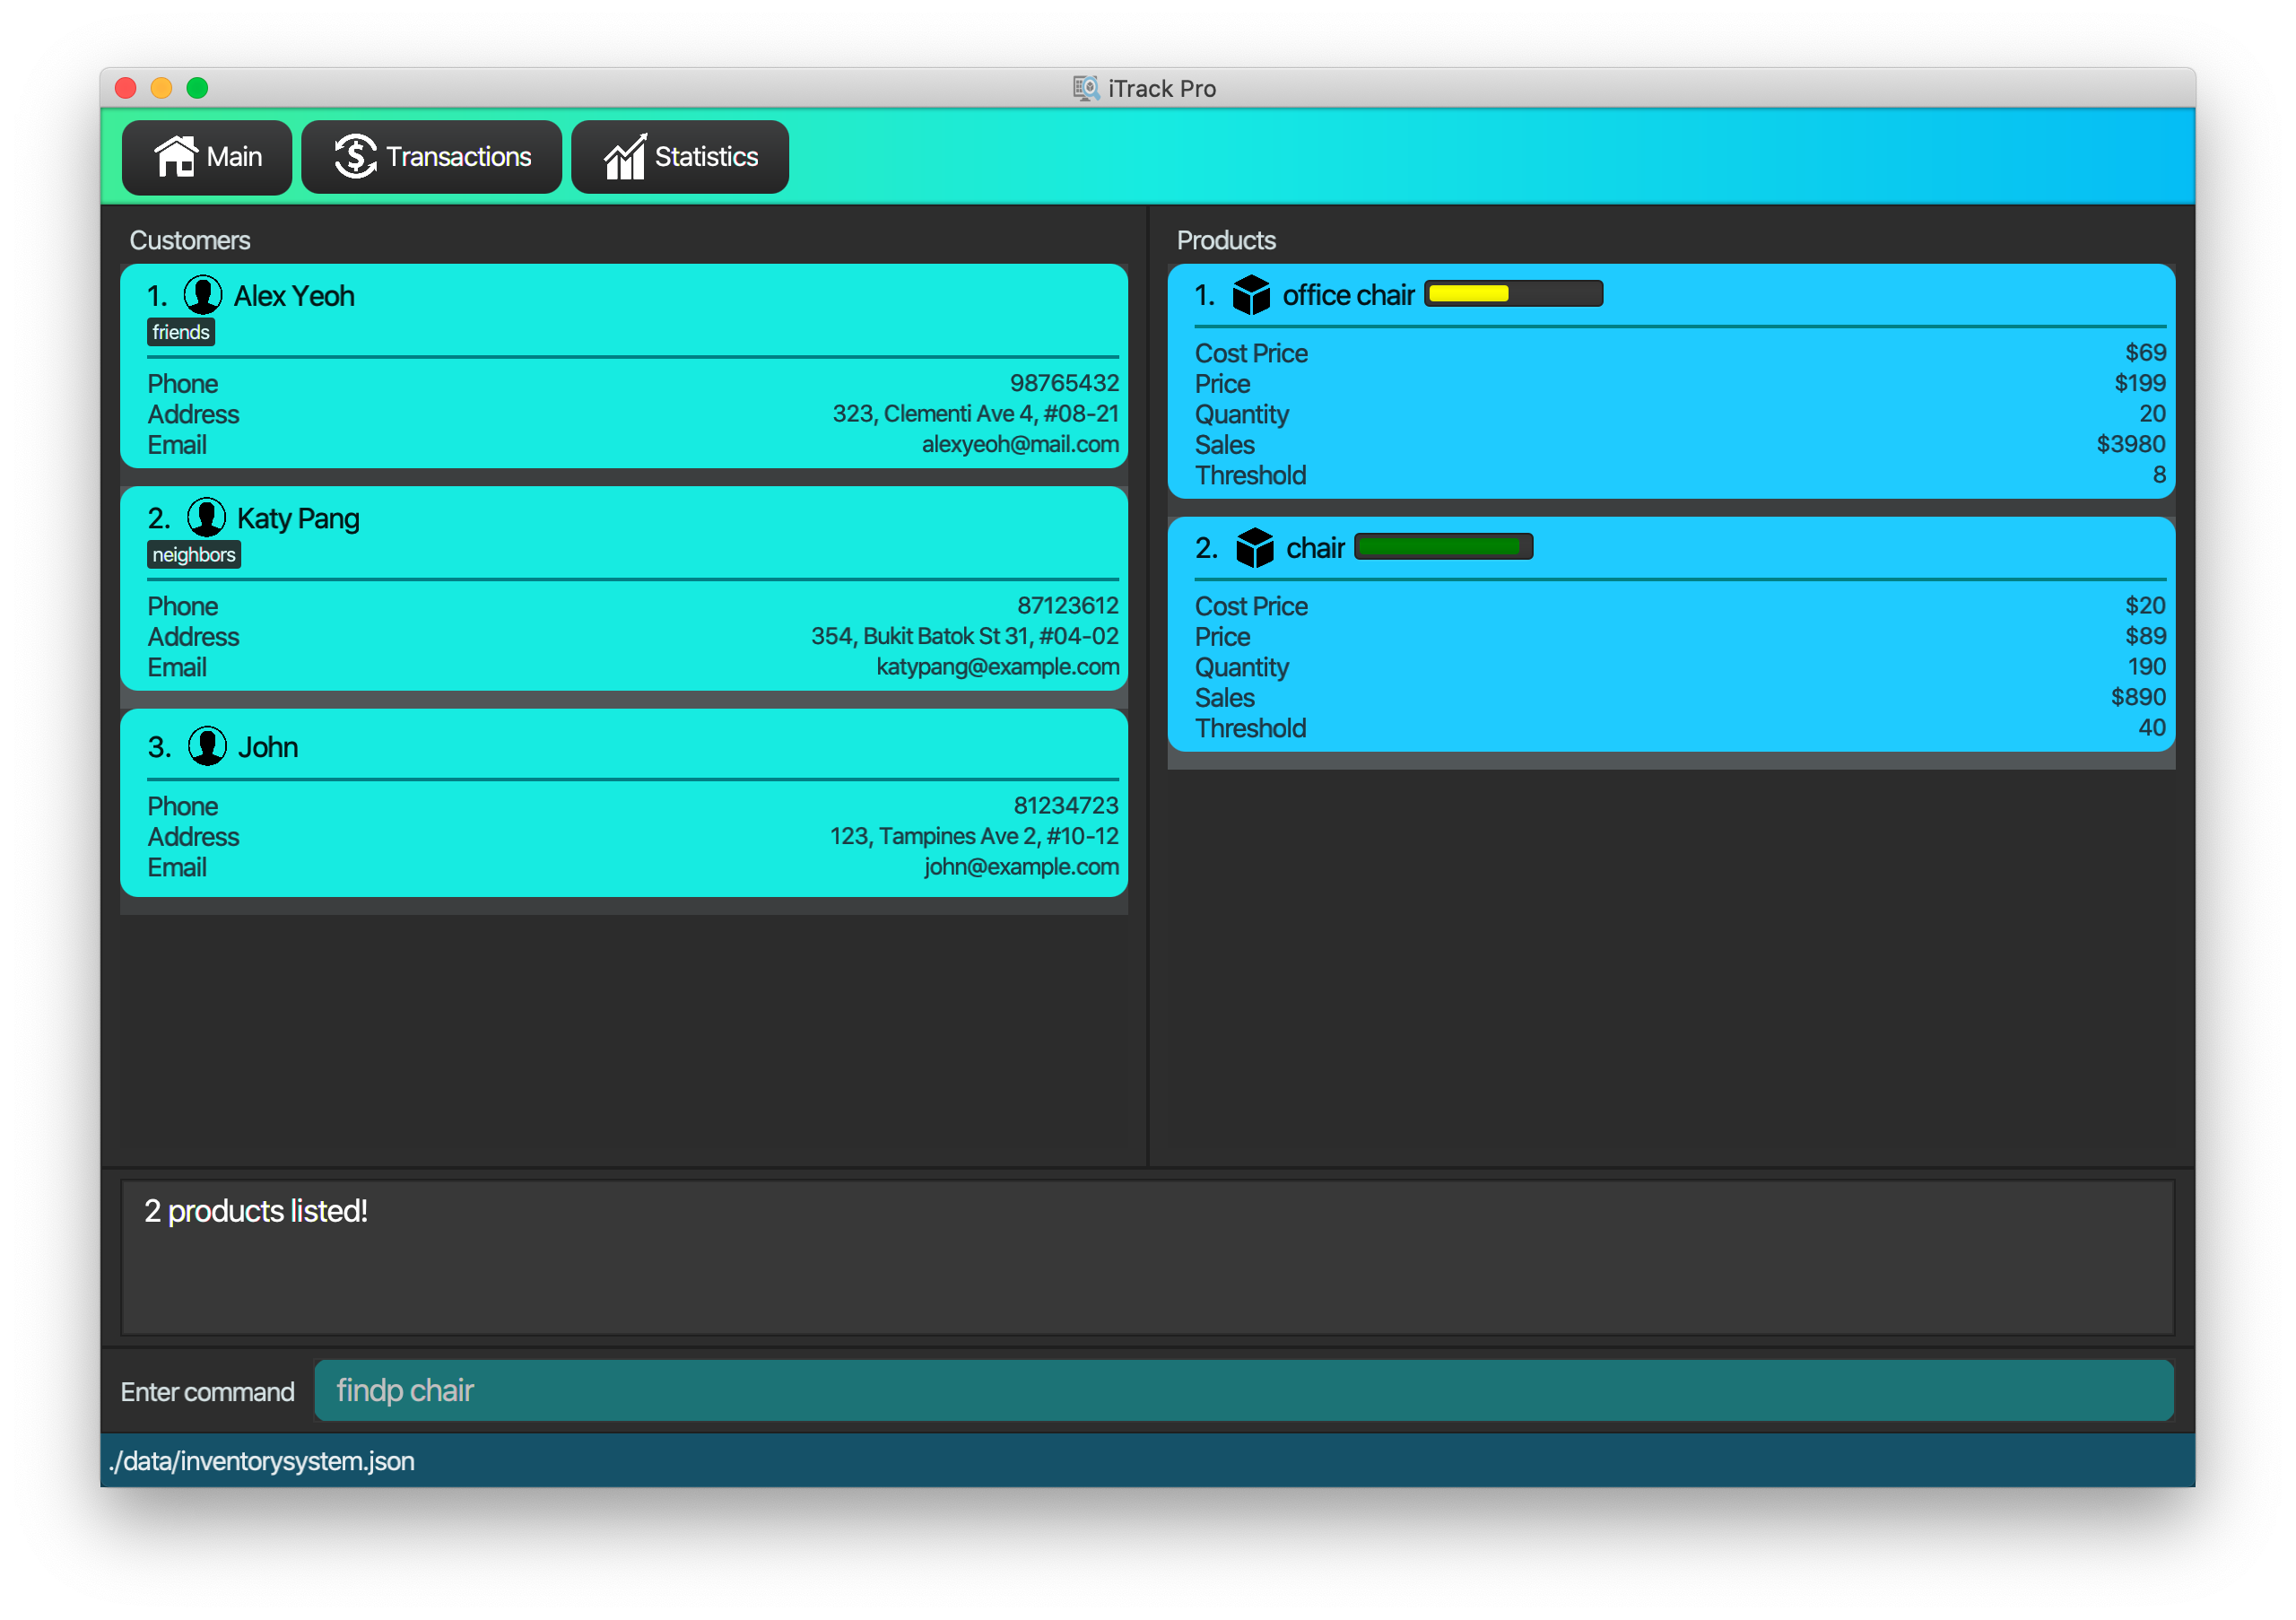 iTrack Pro
Main
Transactions
Statistics
Customers
1. Alex Yeoh
friends
Phone 98765432
Address 323, Clementi Ave 4, #08-21
Email alexyeoh@mail.com
2. Katy Pang
neighbors
Phone 87123612
Address 354, Bukit Batok St 31, #04-02
Email katypang@example.com
3. John
Phone 81234723
Address 123, Tampines Ave 2, #10-12
Email john@example.com
Products
1. office chair
Cost Price $69
Price $199
Quantity 20
Sales $3980
Threshold 8
2. chair
Cost Price $20
Price $89
Quantity 190
Sales $890
Threshold 40
2 products listed!
Enter command findp chair
./data/inventorysystem.json